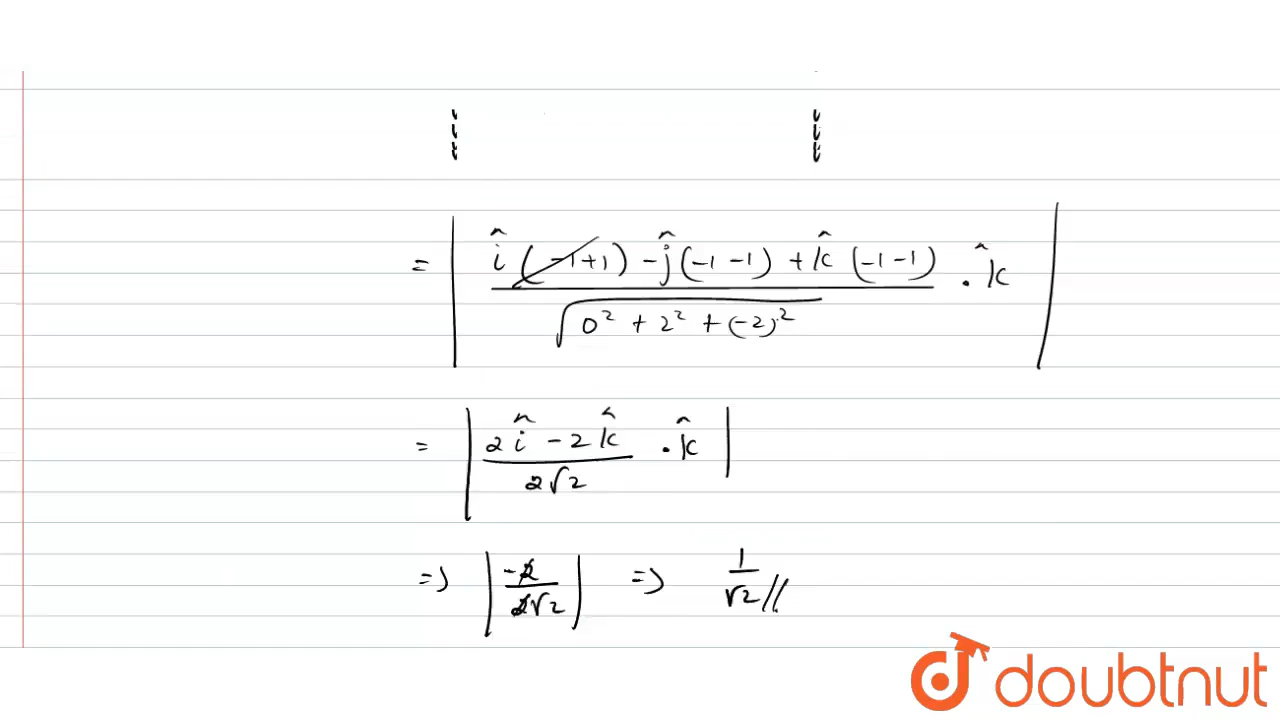 = | î(-1+1) - ĵ(-1-1) + k̂(-1-1) / √(0² + 2² + (-2)²) . k̂ |
= | 2î - 2k̂ / 2√2 . k̂ |
=> | -2 / 2√2 | => 1/√2 //
doubtnut